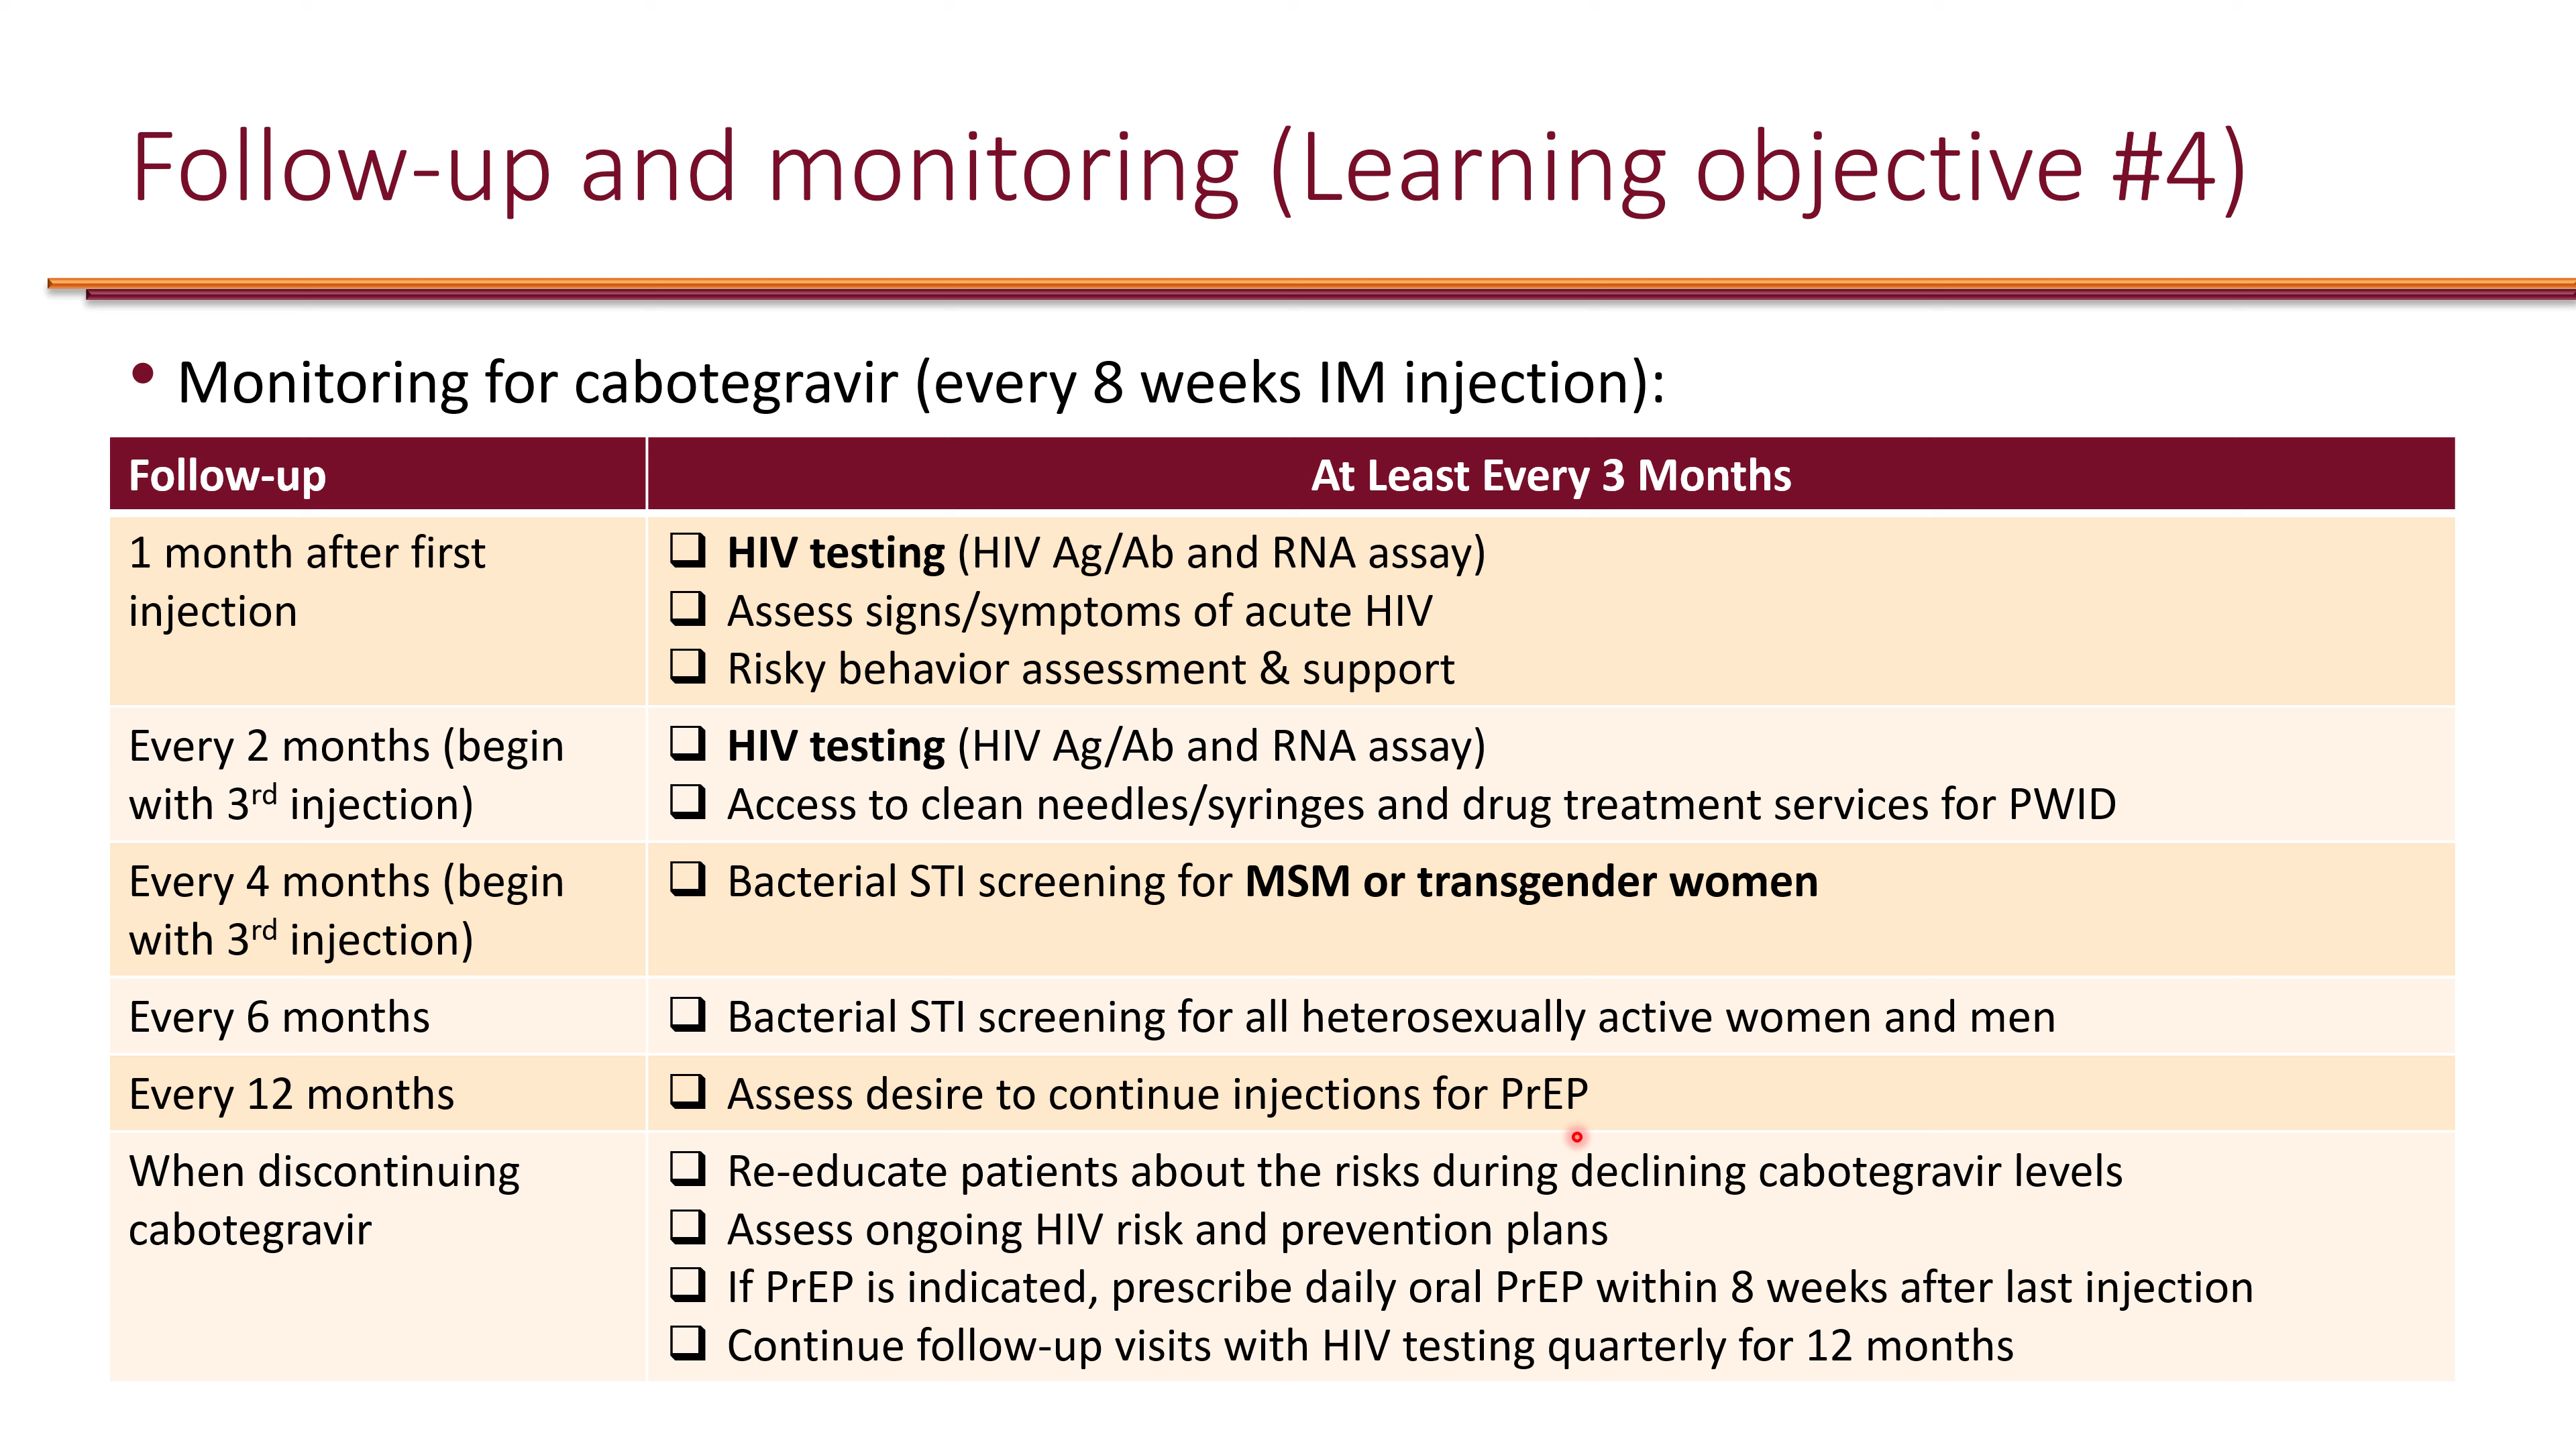 Follow-up and monitoring (Learning objective #4)
• Monitoring for cabotegravir (every 8 weeks IM injection):
Follow-up
At Least Every 3 Months
1 month after first
injection
❑ HIV testing (HIV Ag/Ab and RNA assay)
❑ Assess signs/symptoms of acute HIV
❑ Risky behavior assessment & support
Every 2 months (begin
with 3rd injection)
❑ HIV testing (HIV Ag/Ab and RNA assay)
❑ Access to clean needles/syringes and drug treatment services for PWID
Every 4 months (begin
with 3rd injection)
❑ Bacterial STI screening for MSM or transgender women
Every 6 months
❑ Bacterial STI screening for all heterosexually active women and men
Every 12 months
❑ Assess desire to continue injections for PrEP
When discontinuing
cabotegravir
❑ Re-educate patients about the risks during declining cabotegravir levels
❑ Assess ongoing HIV risk and prevention plans
❑ If PrEP is indicated, prescribe daily oral PrEP within 8 weeks after last injection
❑ Continue follow-up visits with HIV testing quarterly for 12 months